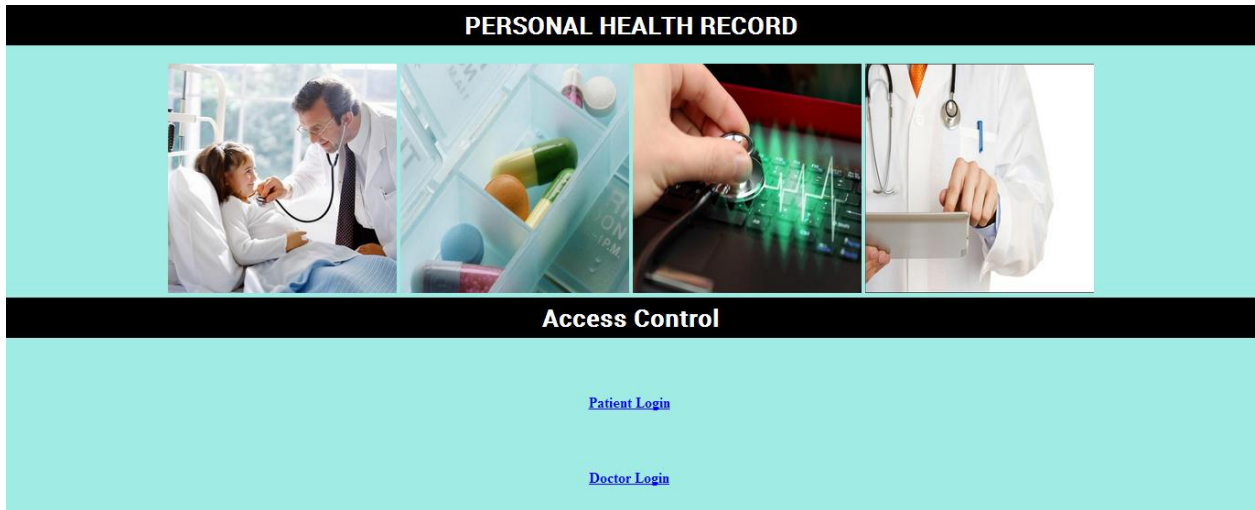 PERSONAL HEALTH RECORD
Access Control
Patient Login
Doctor Login